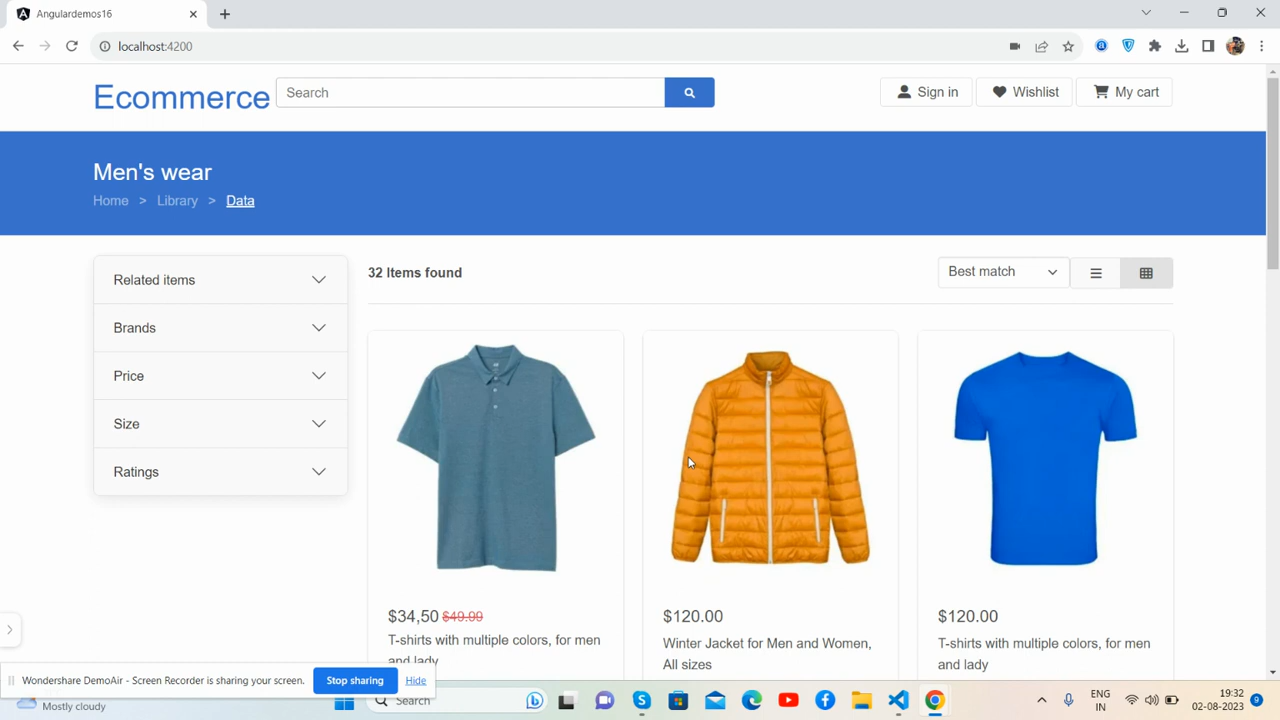 Angulardemos16
localhost:4200
Ecommerce
Search
Sign in
Wishlist
My cart
Men's wear
Home > Library > Data
Related items
Brands
Price
Size
Ratings
32 Items found
Best match
$34,50 $49.99
T-shirts with multiple colors, for men
and lady
$120.00
Winter Jacket for Men and Women,
All sizes
$120.00
T-shirts with multiple colors, for men
and lady
Wondershare DemoAir - Screen Recorder is sharing your screen.
Stop sharing
Hide
Mostly cloudy
Search
ENG
IN
19:32
02-08-2023
9